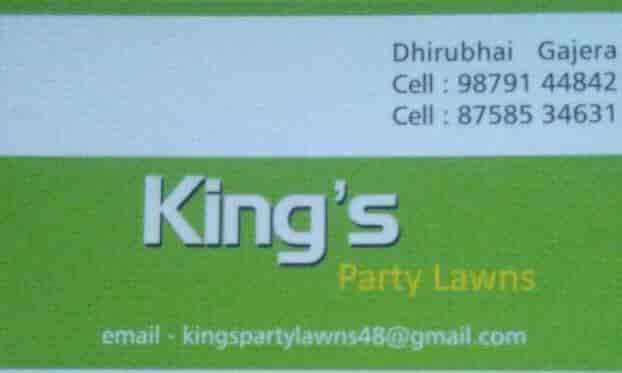 Dhirubhai Gajera
Cell : 98791 44842
Cell : 87585 34631
King's
Party Lawns
email - kingspartylawns48@gmail.com